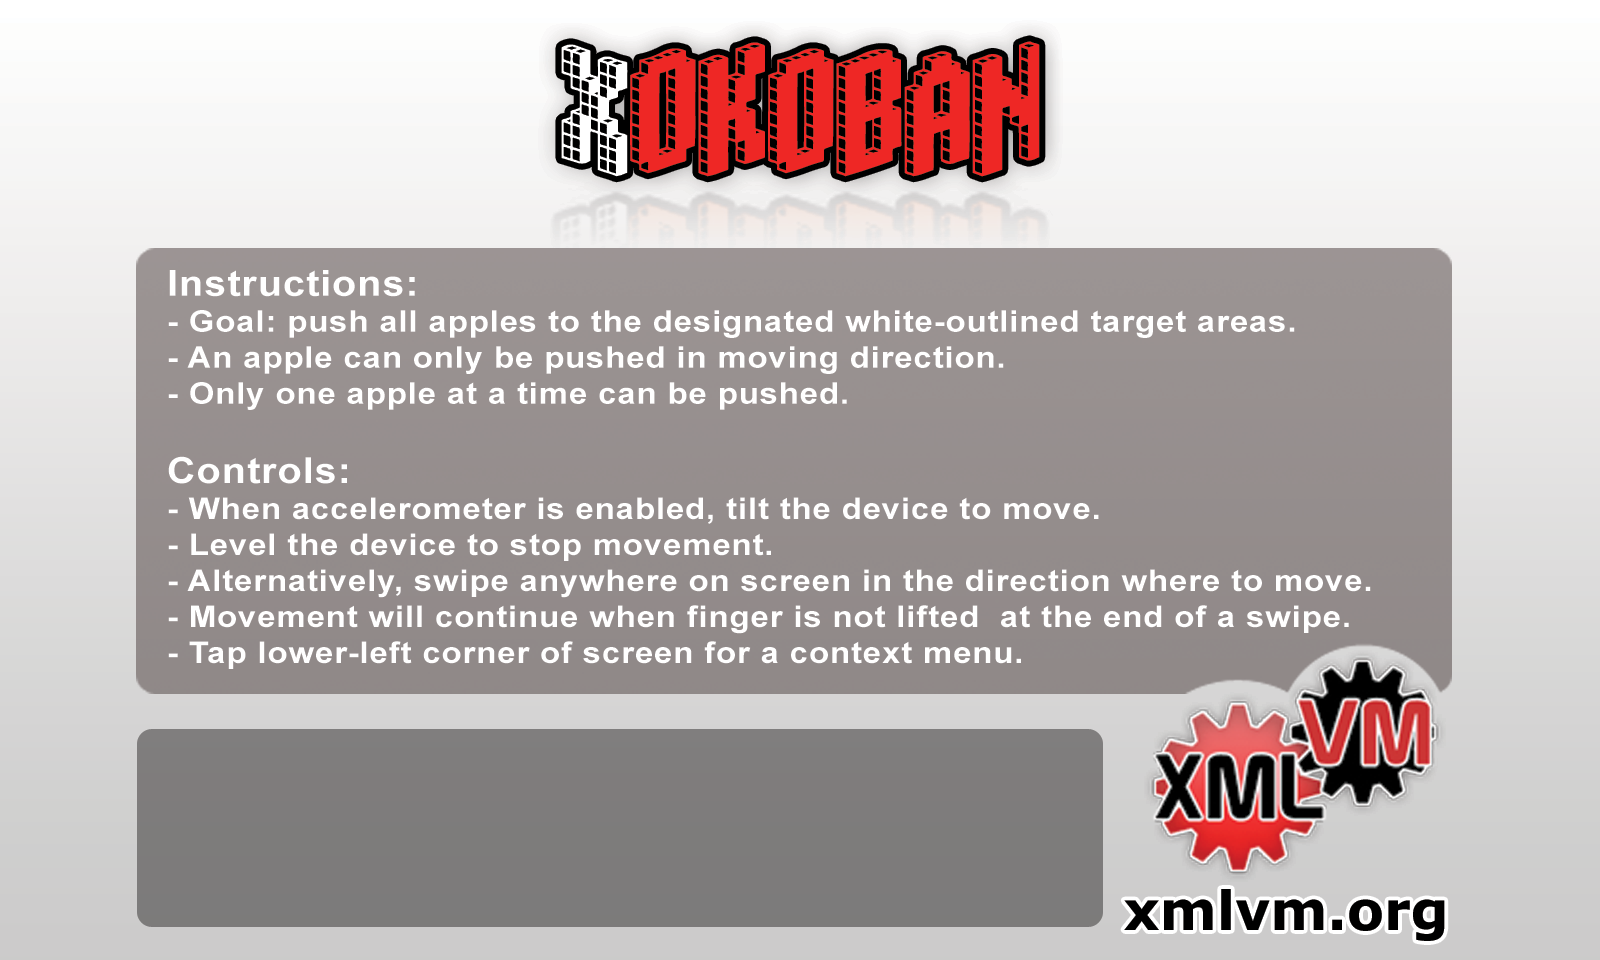 XOKOBAN
Instructions:
- Goal: push all apples to the designated white-outlined target areas.
- An apple can only be pushed in moving direction.
- Only one apple at a time can be pushed.
Controls:
- When accelerometer is enabled, tilt the device to move.
- Level the device to stop movement.
- Alternatively, swipe anywhere on screen in the direction where to move.
- Movement will continue when finger is not lifted  at the end of a swipe.
- Tap lower-left corner of screen for a context menu.
XML VM
xmlvm.org